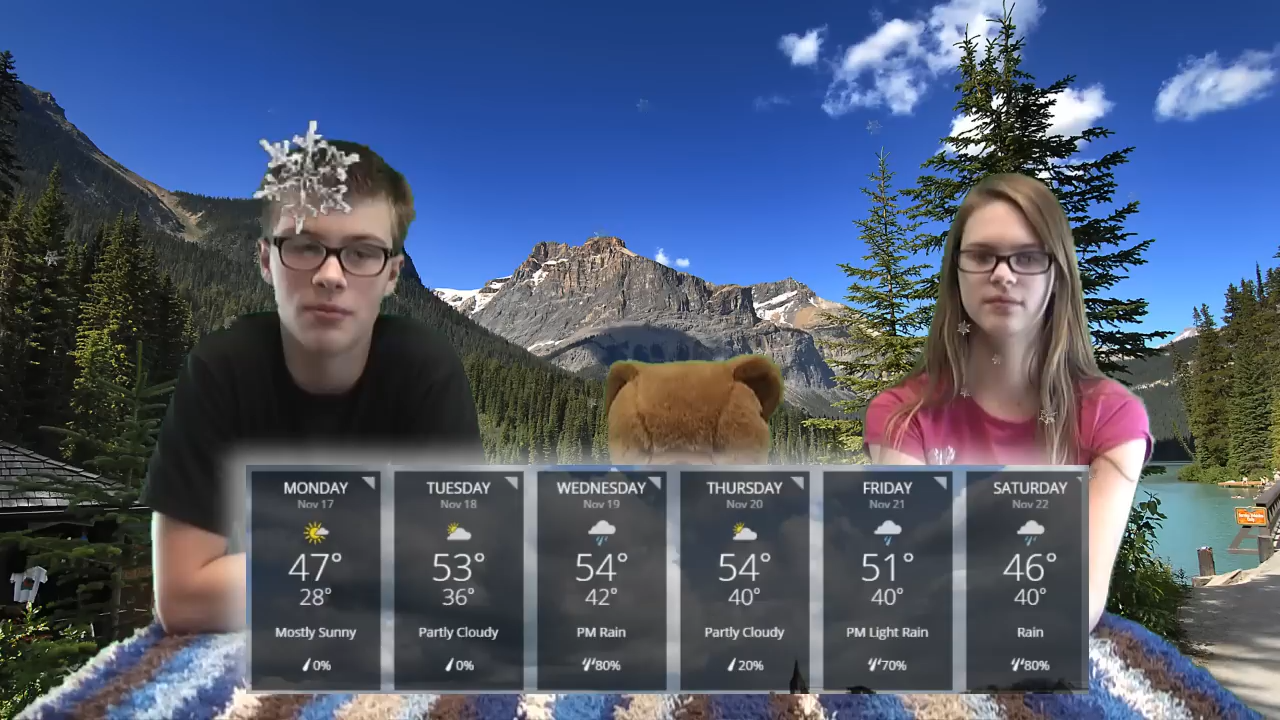 MONDAY
Nov 17
47°
28°
Mostly Sunny
0%
TUESDAY
Nov 18
53°
36°
Partly Cloudy
0%
WEDNESDAY
Nov 19
54°
42°
PM Rain
80%
THURSDAY
Nov 20
54°
40°
Partly Cloudy
20%
FRIDAY
Nov 21
51°
40°
PM Light Rain
70%
SATURDAY
Nov 22
46°
40°
Rain
80%